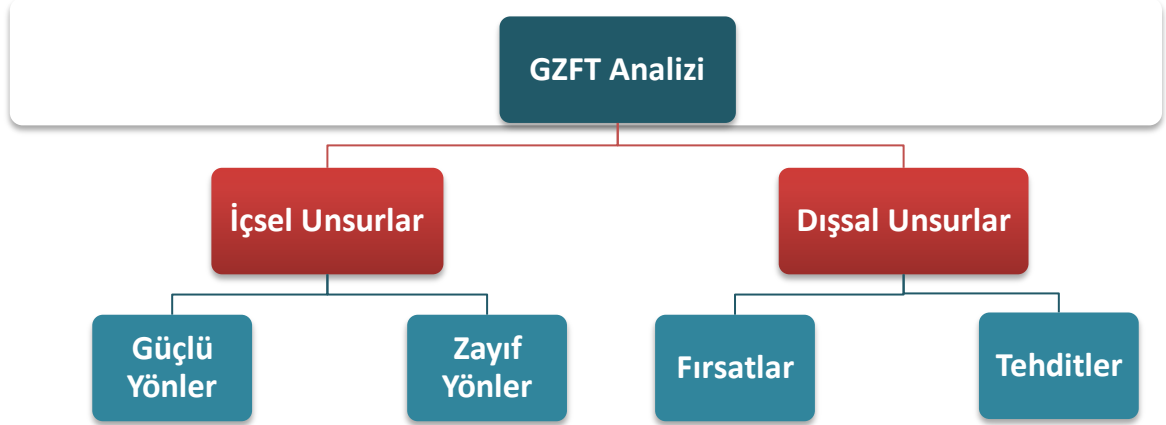 GZFT Analizi
İçsel Unsurlar
Dışsal Unsurlar
Güçlü
Yönler
Zayıf
Yönler
Fırsatlar
Tehditler